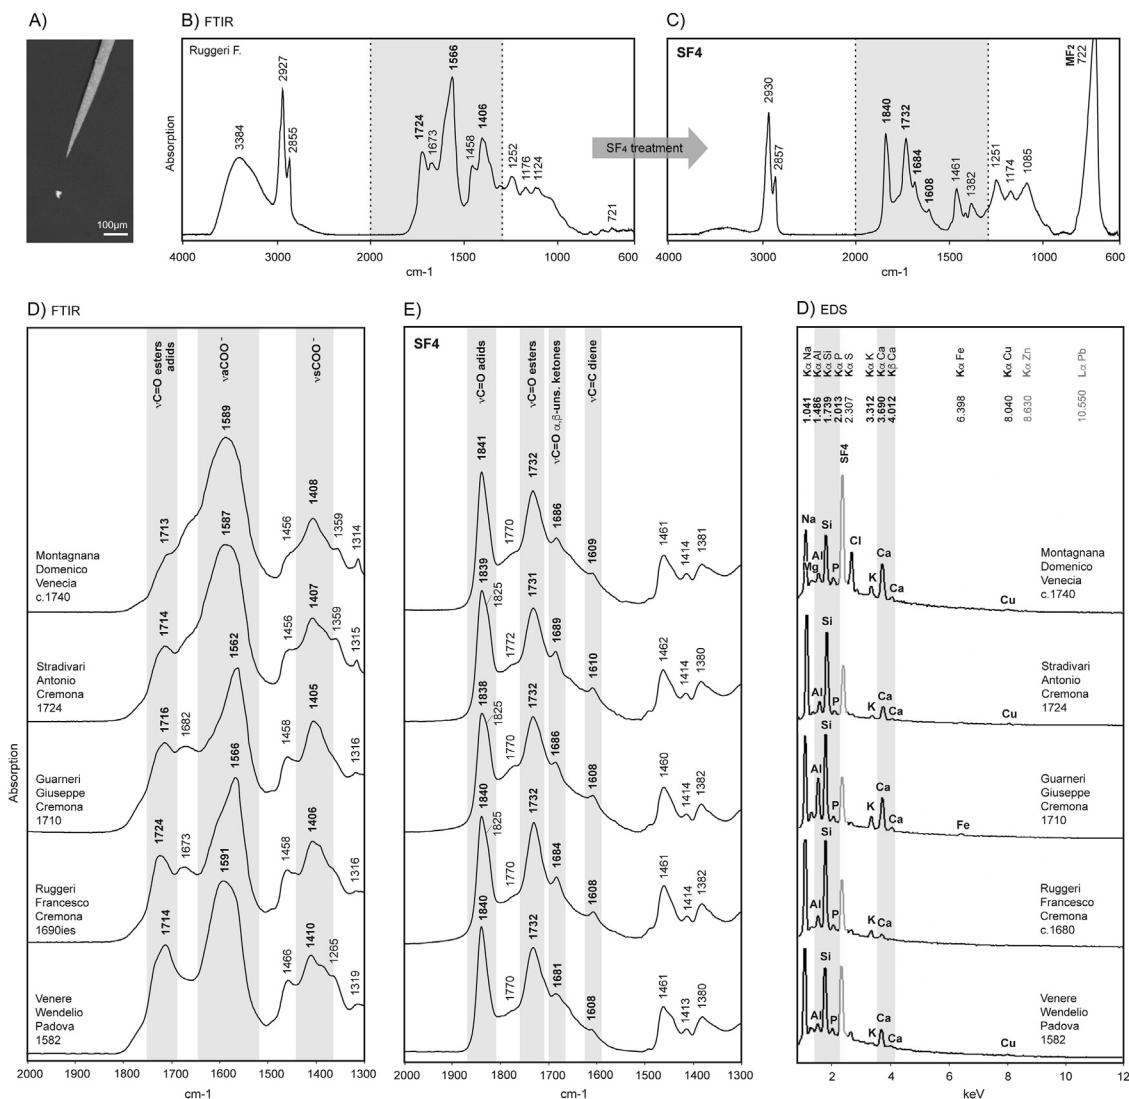 A)
100µm
B) FTIR
Ruggeri F.
Absorption
3384
2927
2855
1724
1673
1566
1458
1406
1252
1176
1124
721
4000 3000 2000 1500 1000 600
cm-1
SF4 treatment
C)
SF4
2930
2857
1840
1732
1684
1608
1461
1382
1251
1174
1085
MF2
722
4000 3000 2000 1500 1000 600
cm-1
D) FTIR
νC=O esters
adids
νaCOO⁻
νsCOO⁻
1713
1589
1456
1408
1359
1314
Montagnana
Domenico
Venecia
c.1740
1714
1587
1456
1407
1359
1315
Stradivari
Antonio
Cremona
1724
1716
1682
1562
1458
1405
1316
Guarneri
Giuseppe
Cremona
1710
1724
1673
1566
1458
1406
1316
Ruggeri
Francesco
Cremona
1690ies
1714
1591
1466
1410
1265
1319
Venere
Wendelio
Padova
1582
Absorption
2000 1900 1800 1700 1600 1500 1400 1300
cm-1
E)
SF4
νC=O adids
νC=O esters
νC=O α,β-uns. ketones
νC=C diene
1841
1770
1732
1686
1609
1461
1414
1381
1839
1825
1772
1731
1689
1610
1462
1414
1380
1838
1825
1770
1732
1686
1608
1460
1414
1382
1840
1825
1770
1732
1684
1608
1461
1414
1382
1840
1770
1732
1681
1608
1461
1413
1380
2000 1900 1800 1700 1600 1500 1400 1300
cm-1
D) EDS
1.041 Kα Na
1.486 Kα Al
1.739 Kα Si
2.013 Kα P
2.307 Kα S
3.312 Kα K
3.690 Kα Ca
4.012 Kβ Ca
6.398 Kα Fe
8.040 Kα Cu
8.630 Kα Zn
10.550 Lα Pb
SF4
Na
Mg
Al
Si
P
Cl
K
Ca
Ca
Cu
Montagnana
Domenico
Venecia
c.1740
Al
Si
P
K
Ca
Ca
Cu
Stradivari
Antonio
Cremona
1724
Al
Si
P
K
Ca
Ca
Fe
Guarneri
Giuseppe
Cremona
1710
Al
Si
P
K
Ca
Ruggeri
Francesco
Cremona
c.1680
Al
Si
P
K
Ca
Ca
Cu
Venere
Wendelio
Padova
1582
2 4 6 8 10 12
keV